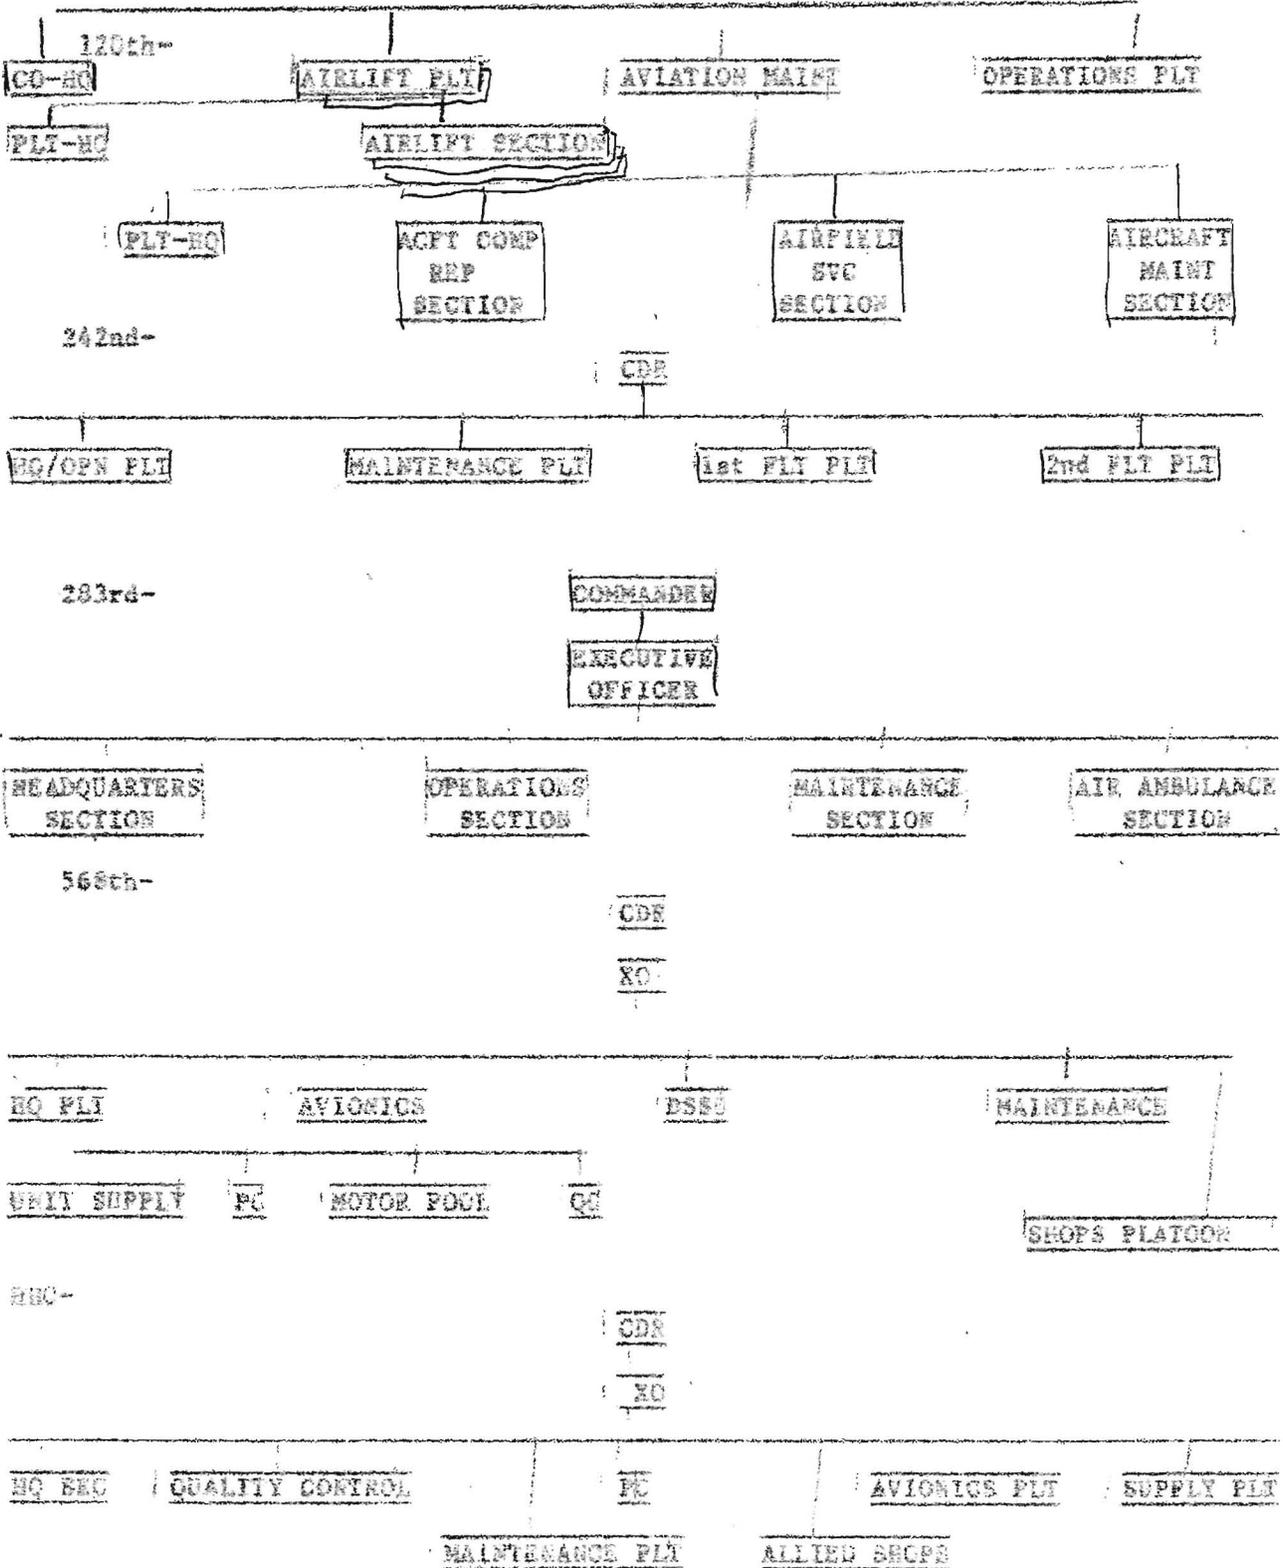 120th-
CO-HQ AIRLIFT PLT AVIATION MAINT OPERATIONS PLT
PLT-HQ AIRLIFT SECTION
PLT-HQ ACFT COMP AIRFIELD AIRCRAFT
REP SVC MAINT
SECTION SECTION SECTION
242nd-
CDR
HQ/OPN PLT MAINTENANCE PLT 1st FLT PLT 2nd FLT PLT
283rd-
COMMANDER
EXECUTIVE
OFFICER
HEADQUARTERS OPERATIONS MAINTENANCE AIR AMBULANCE
SECTION SECTION SECTION SECTION
568th-
CDR
XO
HQ PLT AVIONICS DSSU MAINTENANCE
UNIT SUPPLY PC MOTOR POOL QC
SHOPS PLATOON
HHC-
CDR
XO
HQ SEC QUALITY CONTROL PC AVIONICS PLT SUPPLY PLT
MAINTENANCE PLT ALLIED SHOPS